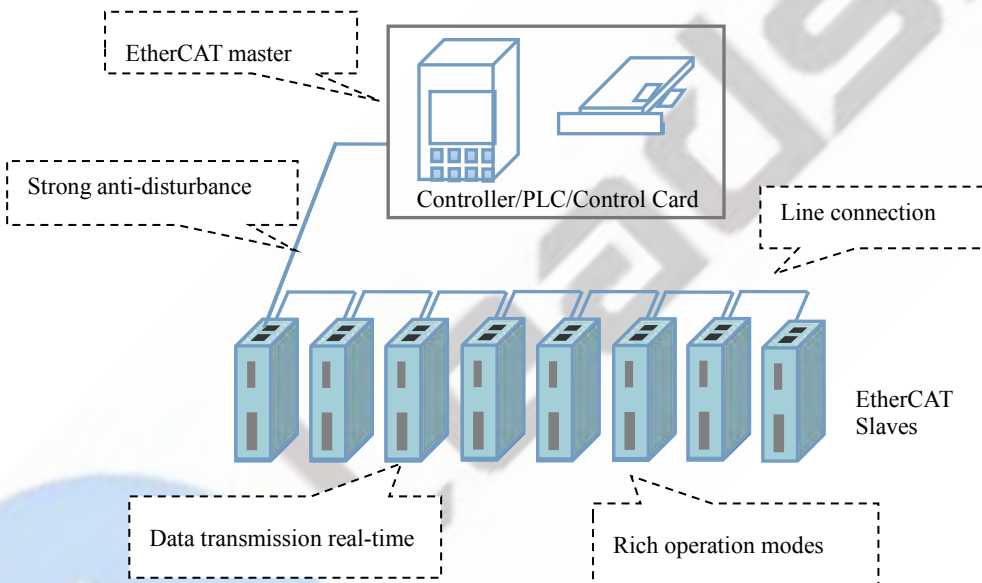 EtherCAT master
Strong anti-disturbance
Controller/PLC/Control Card
Line connection
EtherCAT
Slaves
Data transmission real-time
Rich operation modes